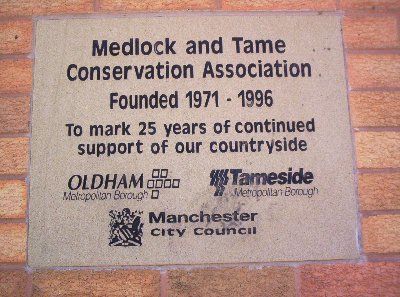 Medlock and Tame
Conservation Association
Founded 1971 - 1996
To mark 25 years of continued
support of our countryside
OLDHAM
Metropolitan Borough
Tameside
Metropolitan Borough
Manchester
City Council